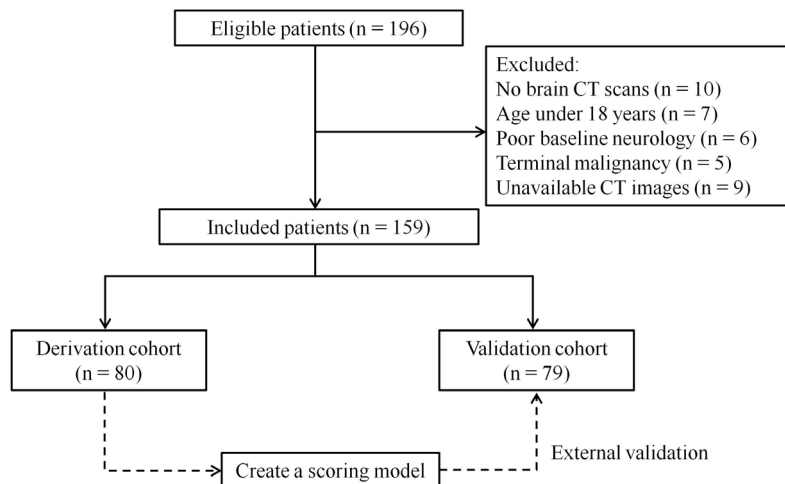 Eligible patients (n = 196)
Excluded:
No brain CT scans (n = 10)
Age under 18 years (n = 7)
Poor baseline neurology (n = 6)
Terminal malignancy (n = 5)
Unavailable CT images (n = 9)
Included patients (n = 159)
Derivation cohort
(n = 80)
Validation cohort
(n = 79)
Create a scoring model
External validation